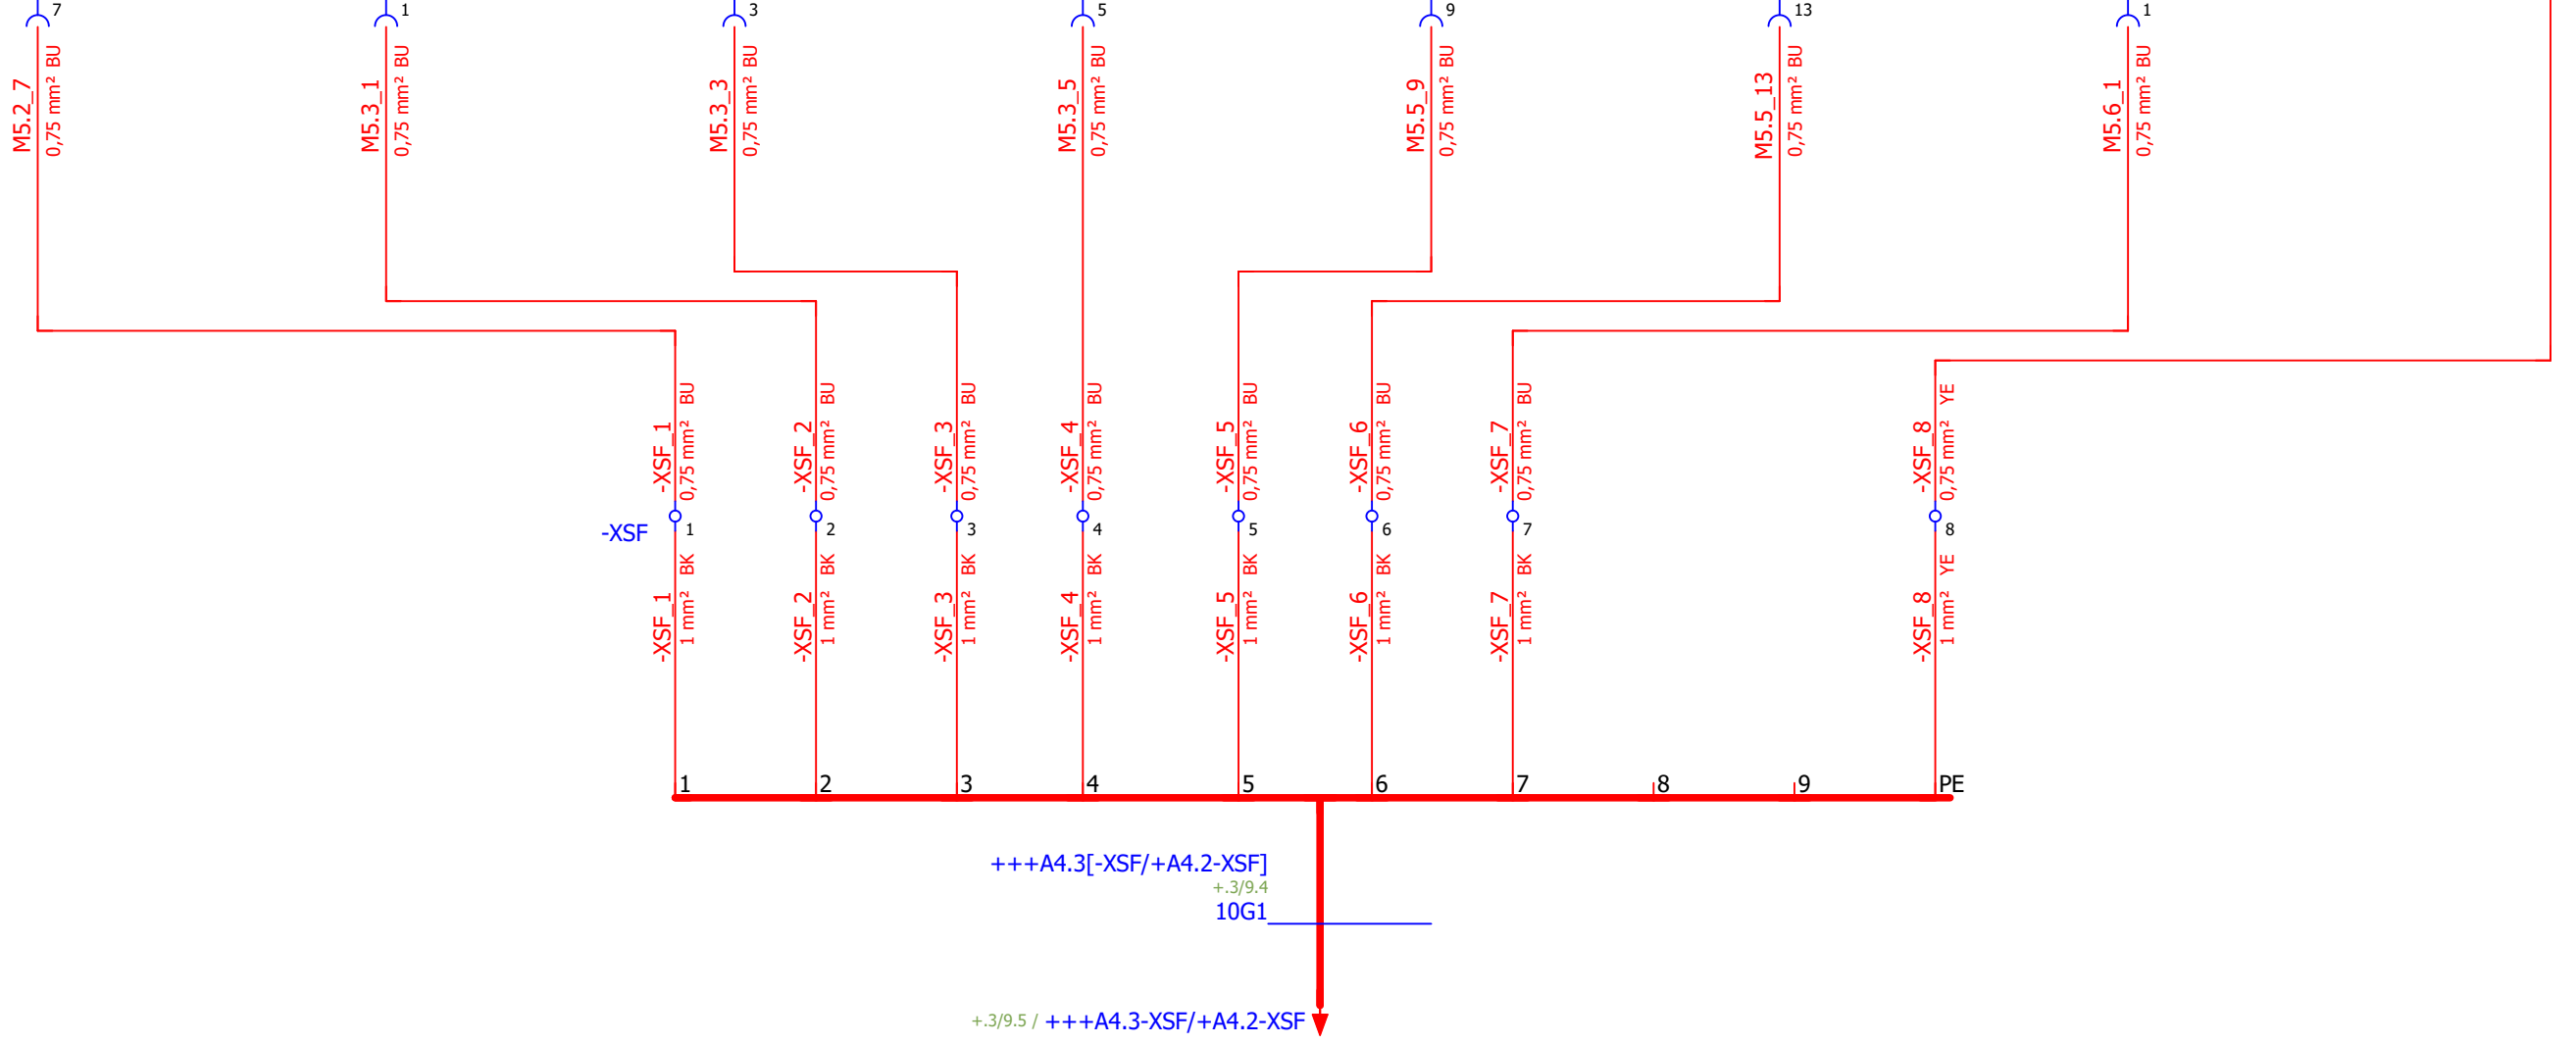 7 1 3 5 9 13 1
M5.2_7 0,75 mm² BU
M5.3_1 0,75 mm² BU
M5.3_3 0,75 mm² BU
M5.3_5 0,75 mm² BU
M5.5_9 0,75 mm² BU
M5.5_13 0,75 mm² BU
M5.6_1 0,75 mm² BU
-XSF_1 0,75 mm² BU
-XSF_2 0,75 mm² BU
-XSF_3 0,75 mm² BU
-XSF_4 0,75 mm² BU
-XSF_5 0,75 mm² BU
-XSF_6 0,75 mm² BU
-XSF_7 0,75 mm² BU
-XSF_8 0,75 mm² YE
-XSF 1 2 3 4 5 6 7 8
-XSF_1 1 mm² BK
-XSF_2 1 mm² BK
-XSF_3 1 mm² BK
-XSF_4 1 mm² BK
-XSF_5 1 mm² BK
-XSF_6 1 mm² BK
-XSF_7 1 mm² BK
-XSF_8 1 mm² YE
1 2 3 4 5 6 7 8 9 PE
+++A4.3[-XSF/+A4.2-XSF]
+.3/9.4
10G1
+.3/9.5 / +++A4.3-XSF/+A4.2-XSF